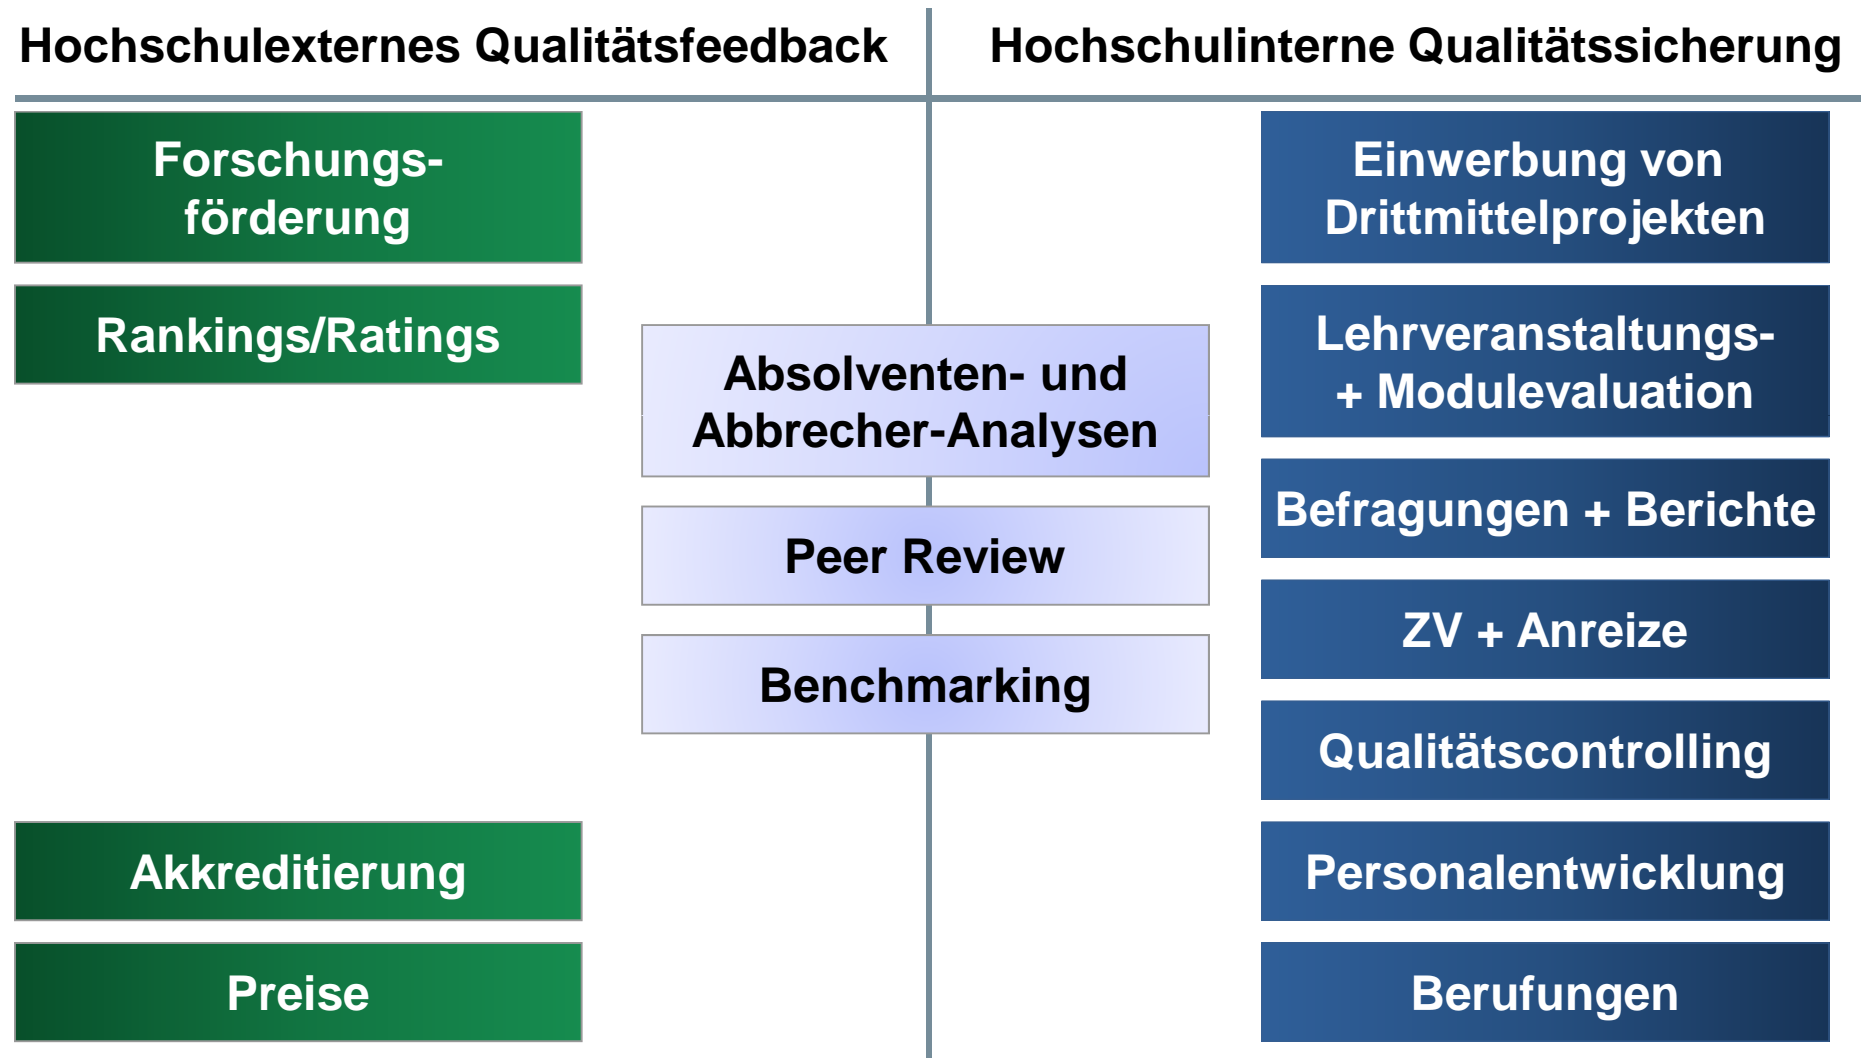 Hochschulexternes Qualitätsfeedback
Hochschulinterne Qualitätssicherung
Forschungs-
förderung
Rankings/Ratings
Akkreditierung
Preise
Absolventen- und
Abbrecher-Analysen
Peer Review
Benchmarking
Einwerbung von
Drittmittelprojekten
Lehrveranstaltungs-
+ Modulevaluation
Befragungen + Berichte
ZV + Anreize
Qualitätscontrolling
Personalentwicklung
Berufungen